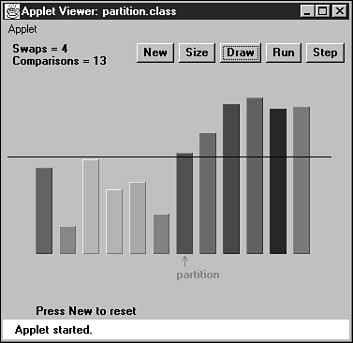 Applet Viewer: partition.class
Applet
Swaps = 4
Comparisons = 13
New Size Draw Run Step
partition
Press New to reset
Applet started.